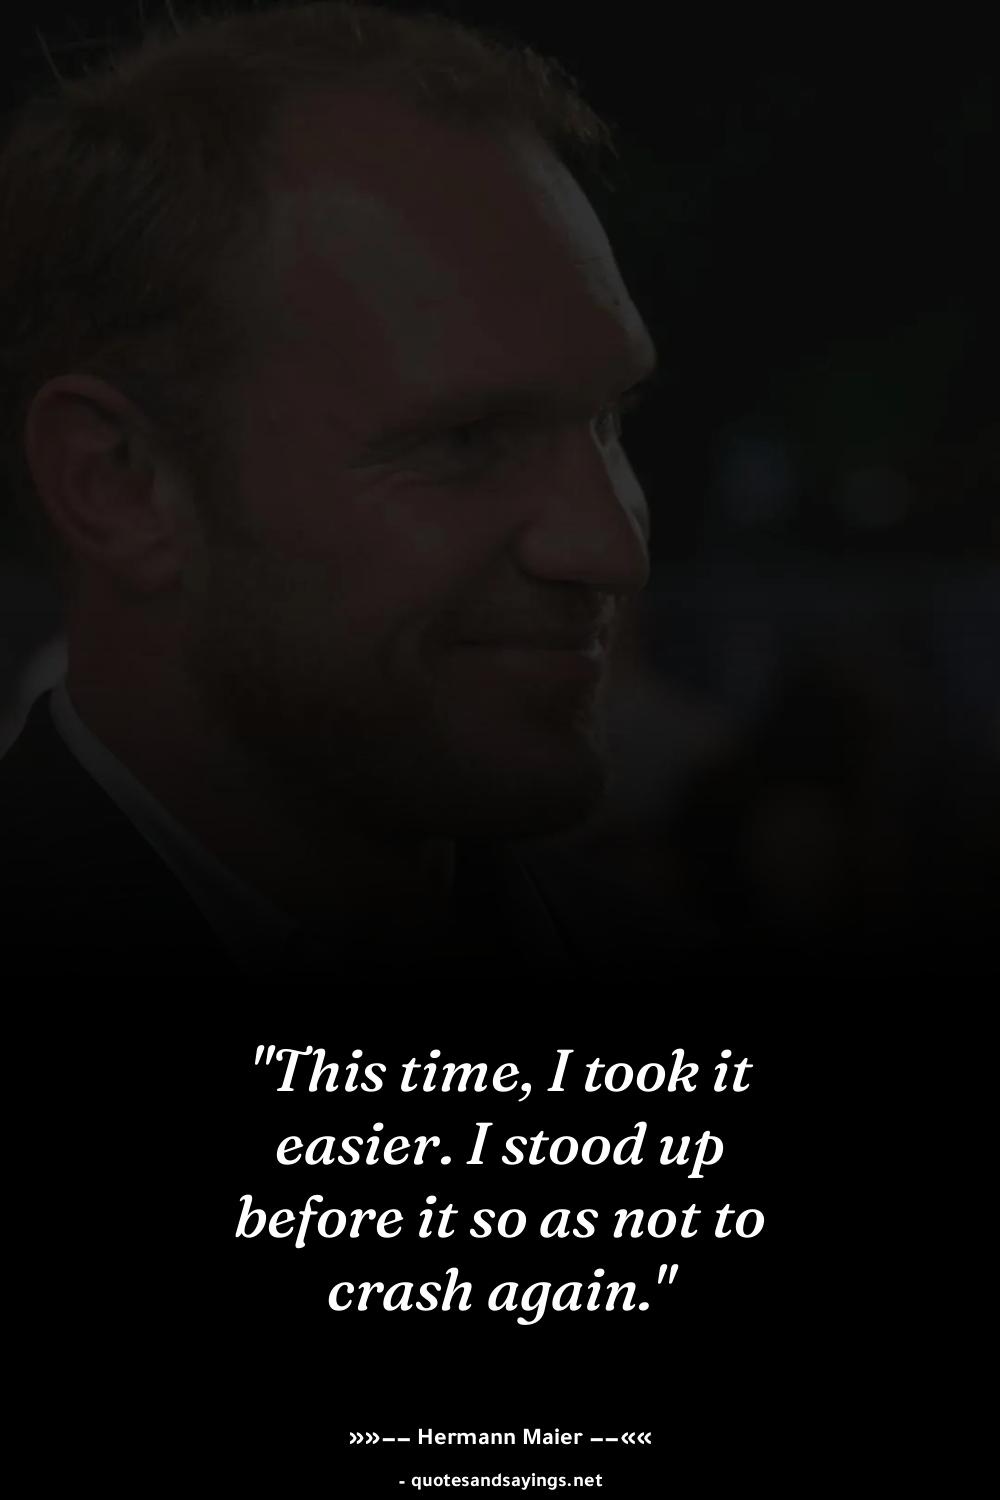 "This time, I took it
easier. I stood up
before it so as not to
crash again."
»»–– Hermann Maier ––««
- quotesandsayings.net